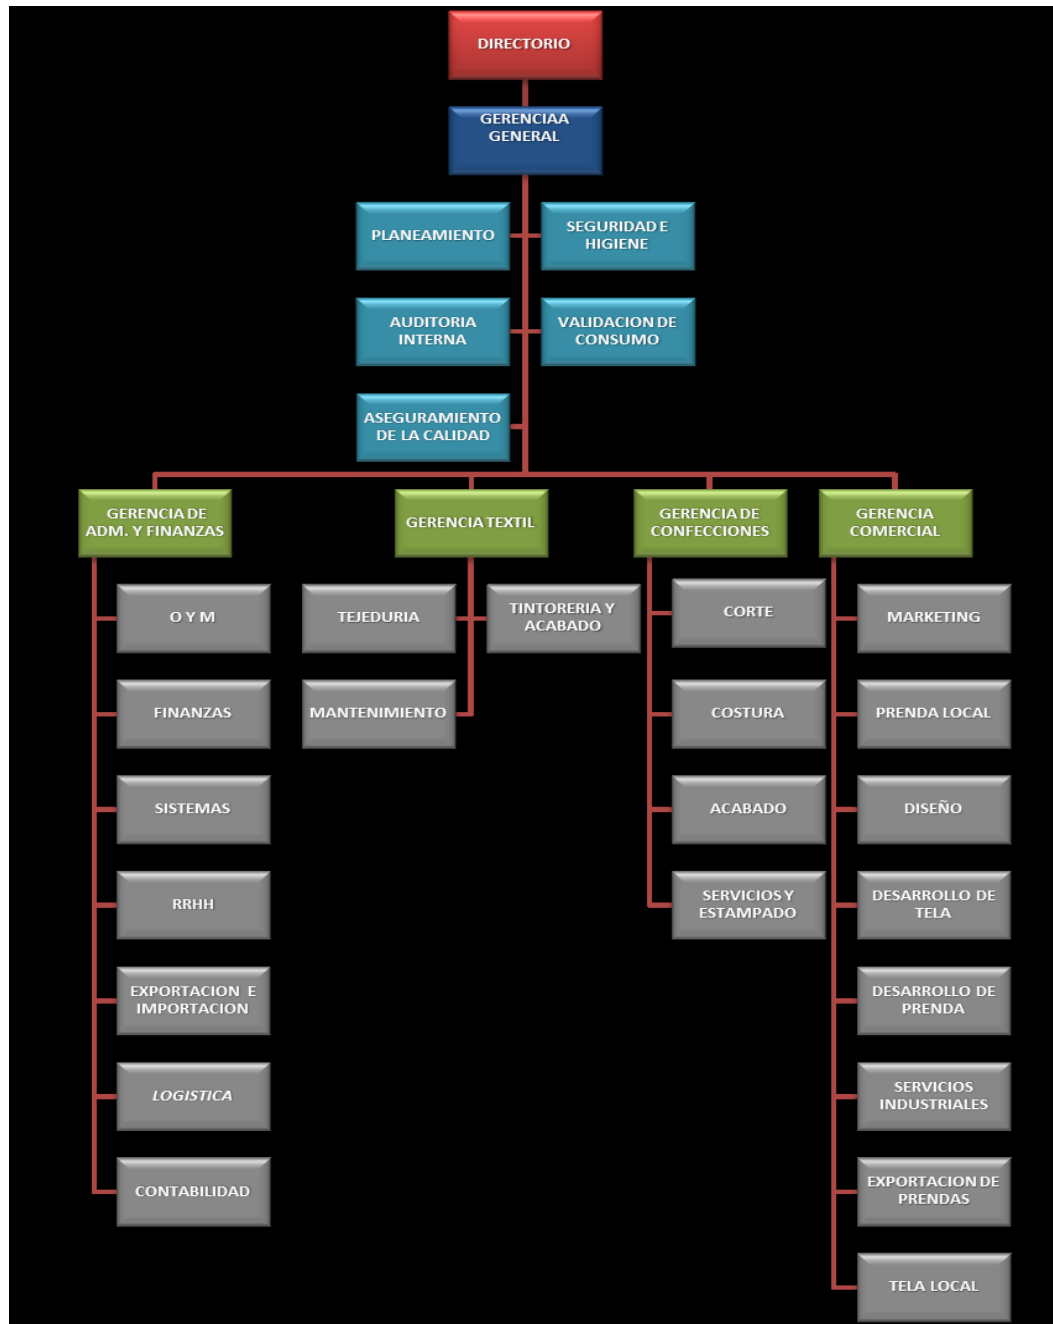 DIRECTORIO
GERENCIAA
GENERAL
PLANEAMIENTO
SEGURIDAD E
HIGIENE
AUDITORIA
INTERNA
VALIDACION DE
CONSUMO
ASEGURAMIENTO
DE LA CALIDAD
GERENCIA DE
ADM. Y FINANZAS
O Y M
FINANZAS
SISTEMAS
RRHH
EXPORTACION E
IMPORTACION
LOGISTICA
CONTABILIDAD
GERENCIA TEXTIL
TEJEDURIA
TINTORERIA Y
ACABADO
MANTENIMIENTO
GERENCIA DE
CONFECCIONES
CORTE
COSTURA
ACABADO
SERVICIOS Y
ESTAMPADO
GERENCIA
COMERCIAL
MARKETING
PRENDA LOCAL
DISEÑO
DESARROLLO DE
TELA
DESARROLLO DE
PRENDA
SERVICIOS
INDUSTRIALES
EXPORTACION DE
PRENDAS
TELA LOCAL